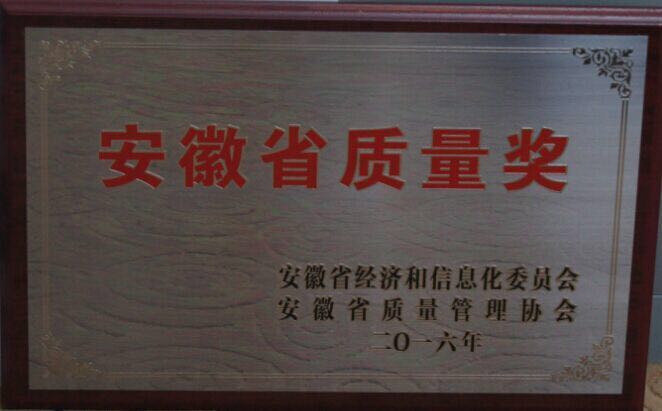 安徽省质量奖
安徽省经济和信息化委员会
安徽省质量管理协会
二〇一六年